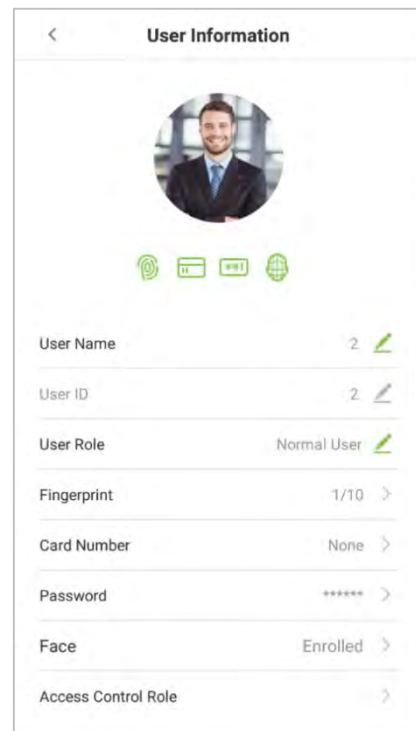 User Information
User Name 2
User ID 2
User Role Normal User
Fingerprint 1/10
Card Number None
Password ******
Face Enrolled
Access Control Role